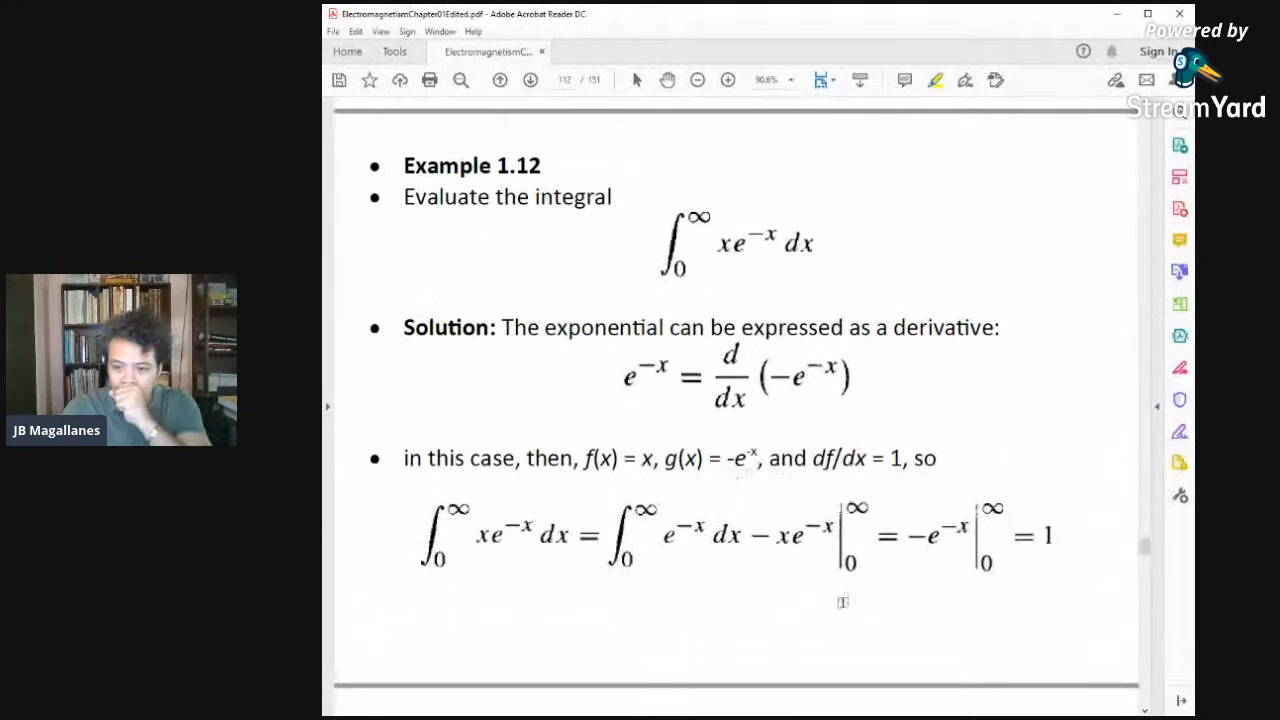 ElectromagnetismChapter01Edited.pdf - Adobe Acrobat Reader DC
File Edit View Sign Window Help
Powered by
Home Tools ElectromagnetismC... × ? Sign In
112 / 151 90.6%
StreamYard
• Example 1.12
• Evaluate the integral
∫₀^∞ xe⁻ˣ dx
• Solution: The exponential can be expressed as a derivative:
e⁻ˣ = d/dx (−e⁻ˣ)
• in this case, then, f(x) = x, g(x) = -e⁻ˣ, and df/dx = 1, so
∫₀^∞ xe⁻ˣ dx = ∫₀^∞ e⁻ˣ dx − xe⁻ˣ|₀^∞ = −e⁻ˣ|₀^∞ = 1
JB Magallanes